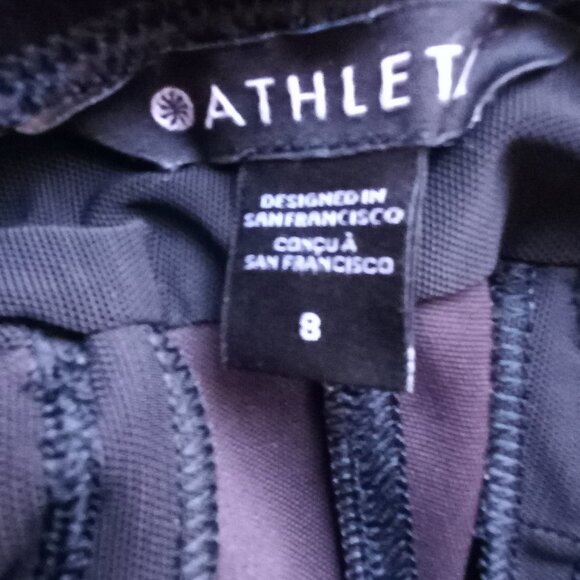 ATHLETA
DESIGNED IN
SAN FRANCISCO
CONÇU À
SAN FRANCISCO
8